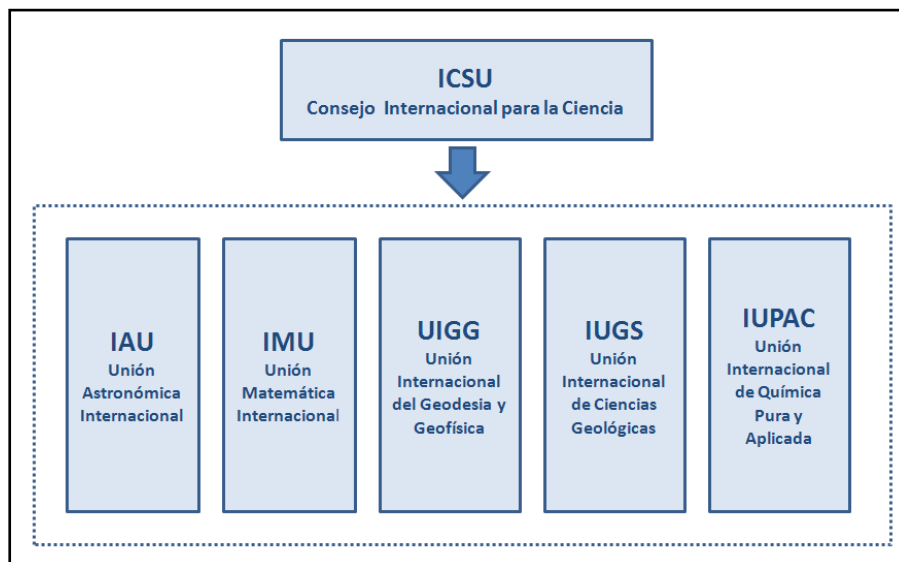 ICSU
Consejo Internacional para la Ciencia
IAU
Unión
Astronómica
Internacional
IMU
Unión
Matemática
Internacional
UIGG
Unión
Internacional
del Geodesia y
Geofísica
IUGS
Unión
Internacional
de Ciencias
Geológicas
IUPAC
Unión
Internacional
de Química
Pura y
Aplicada